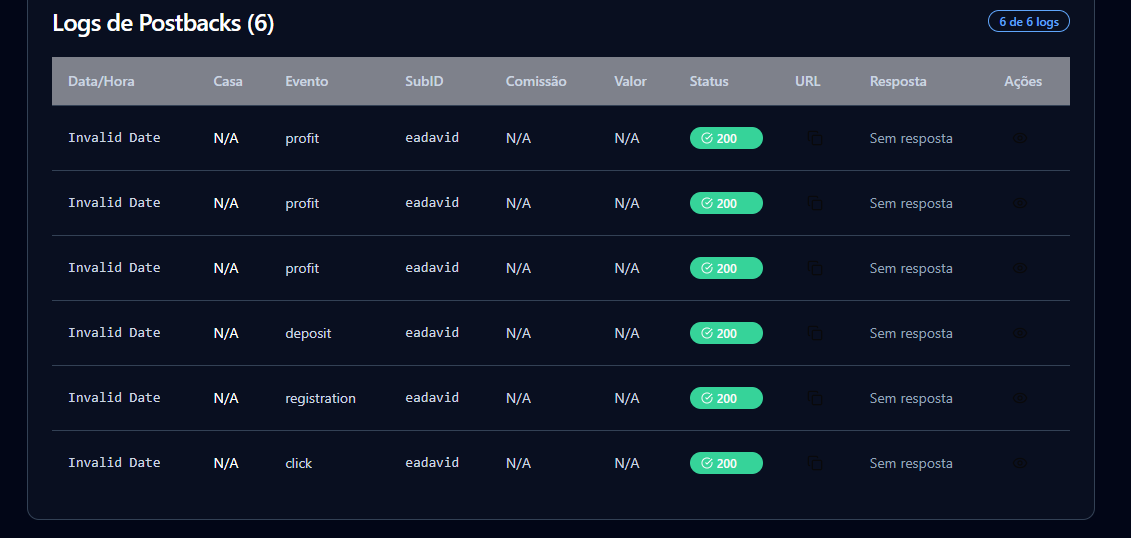 Logs de Postbacks (6)
6 de 6 logs
Data/Hora Casa Evento SubID Comissão Valor Status URL Resposta Ações
Invalid Date N/A profit eadavid N/A N/A 200 Sem resposta
Invalid Date N/A profit eadavid N/A N/A 200 Sem resposta
Invalid Date N/A profit eadavid N/A N/A 200 Sem resposta
Invalid Date N/A deposit eadavid N/A N/A 200 Sem resposta
Invalid Date N/A registration eadavid N/A N/A 200 Sem resposta
Invalid Date N/A click eadavid N/A N/A 200 Sem resposta